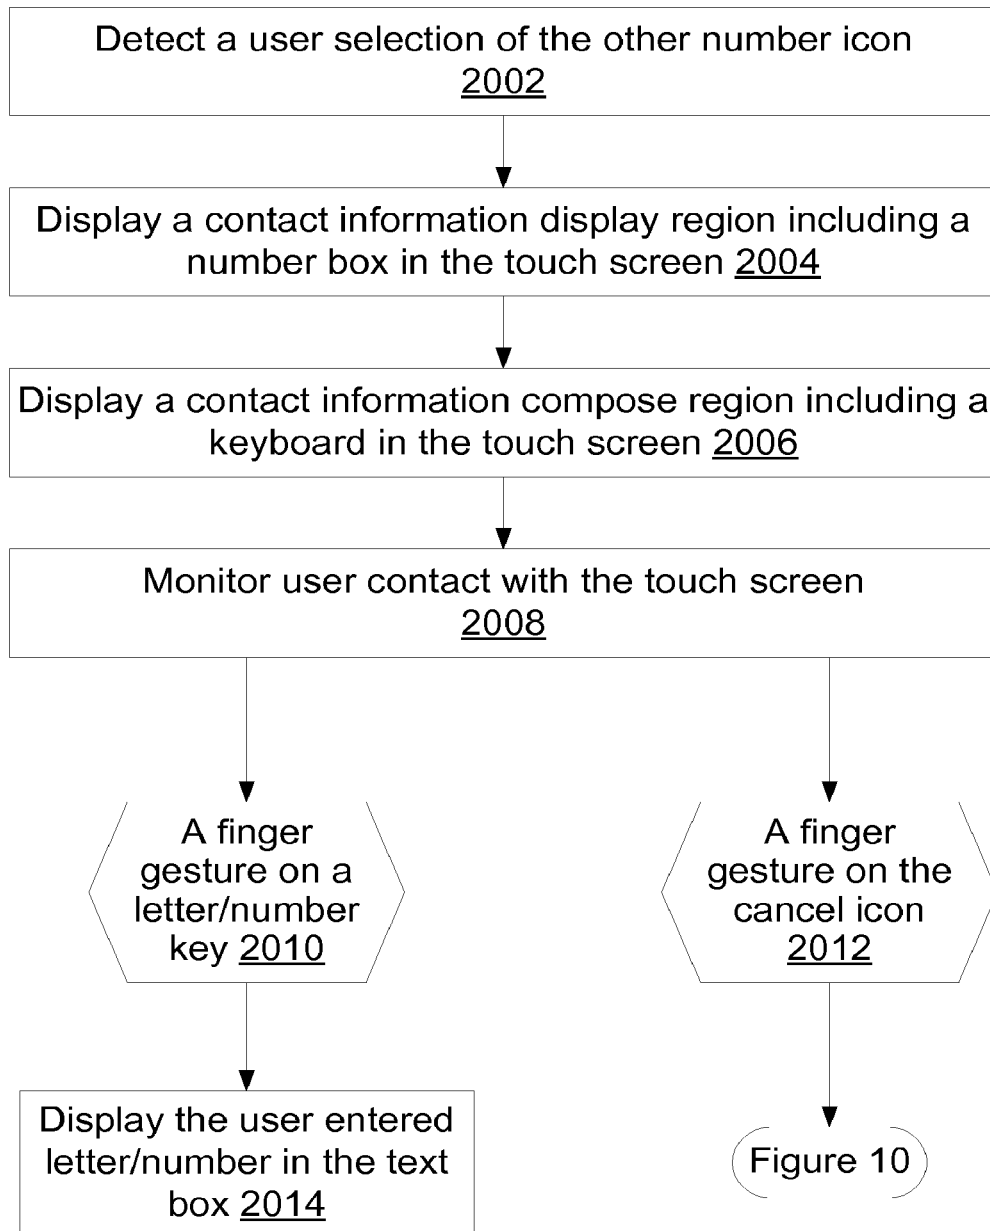 Detect a user selection of the other number icon
2002
Display a contact information display region including a
number box in the touch screen 2004
Display a contact information compose region including a
keyboard in the touch screen 2006
Monitor user contact with the touch screen
2008
A finger
gesture on a
letter/number
key 2010
A finger
gesture on the
cancel icon
2012
Display the user entered
letter/number in the text
box 2014
Figure 10